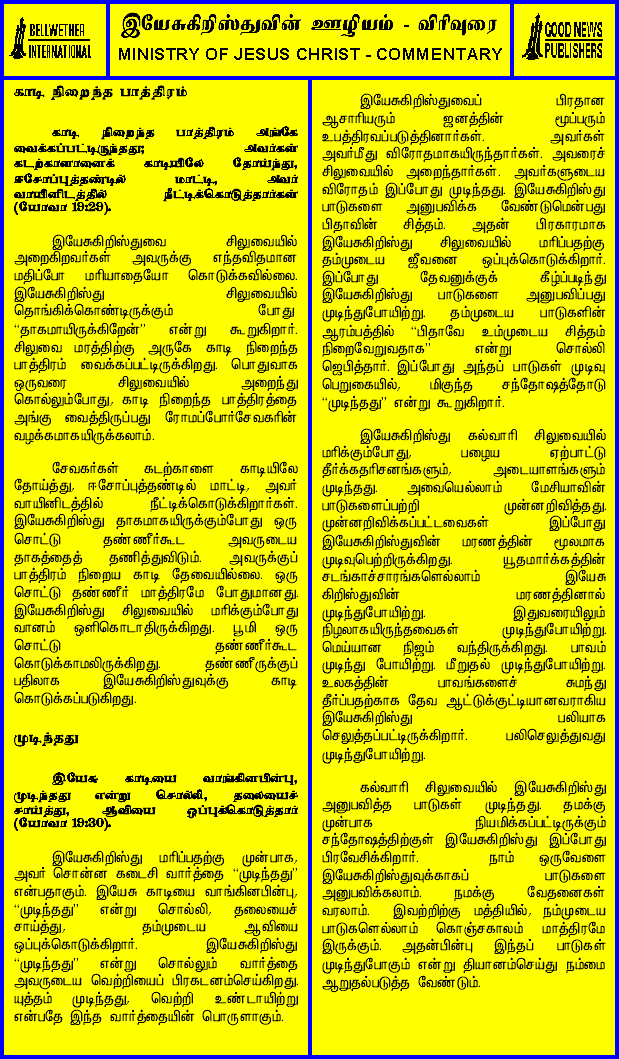 BELLWETHER
INTERNATIONAL
இயேசுகிறிஸ்துவின் ஊழியம் - விரிவுரை
MINISTRY OF JESUS CHRIST - COMMENTARY
GOOD NEWS
PUBLISHERS
காடி நிறைந்த பாத்திரம்
காடி நிறைந்த பாத்திரம் அங்கே
வைக்கப்பட்டிருந்தது; அவர்கள்
கடற்காளானைக் காடியிலே தோய்ந்து,
ஈசோப்புத்தண்டில் மாட்டி, அவர்
வாயினிடத்தில் நீட்டிக்கொடுத்தார்கள்
(யோவா 19:29).
இயேசுகிறிஸ்துவை சிலுவையில்
அறைகிறவர்கள் அவருக்கு எந்தவிதமான
மதிப்போ மரியாதையோ கொடுக்கவில்லை.
இயேசுகிறிஸ்து சிலுவையில்
தொங்கிக்கொண்டிருக்கும் போது
“தாகமாயிருக்கிறேன்” என்று கூறுகிறார்.
சிலுவை மரத்திற்கு அருகே காடி நிறைந்த
பாத்திரம் வைக்கப்பட்டிருக்கிறது. பொதுவாக
ஒருவரை சிலுவையில் அறைந்து
கொல்லும்போது, காடி நிறைந்த பாத்திரத்தை
அங்கு வைத்திருப்பது ரோமப்போர்சேவகரின்
வழக்கமாகயிருக்கலாம்.
சேவகர்கள் கடற்காளை காடியிலே
தோய்த்து, ஈசோப்புத்தண்டில் மாட்டி, அவர்
வாயினிடத்தில் நீட்டிக்கொடுக்கிறார்கள்.
இயேசுகிறிஸ்து தாகமாகயிருக்கும்போது ஒரு
சொட்டு தண்ணீர்கூட அவருடைய
தாகத்தைத் தணித்துவிடும். அவருக்குப்
பாத்திரம் நிறைய காடி தேவையில்லை. ஒரு
சொட்டு தண்ணீர் மாத்திரமே போதுமானது.
இயேசுகிறிஸ்து சிலுவையில் மரிக்கும்போது
வானம் ஒளிகொடாதிருக்கிறது. பூமி ஒரு
சொட்டு தண்ணீர்கூட
கொடுக்காமலிருக்கிறது. தண்ணீருக்குப்
பதிலாக இயேசுகிறிஸ்துவுக்கு காடி
கொடுக்கப்படுகிறது.
முடிந்தது
இயேசு காடியை வாங்கினபின்பு,
முடிந்தது என்று சொல்லி, தலையைச்
சாய்த்து, ஆவியை ஒப்புக்கொடுத்தார்
(யோவா 19:30).
இயேசுகிறிஸ்து மரிப்பதற்கு முன்பாக,
அவர் சொன்ன கடைசி வார்த்தை “முடிந்தது”
என்பதாகும். இயேசு காடியை வாங்கினபின்பு,
“முடிந்தது” என்று சொல்லி, தலையைச்
சாய்த்து, தம்முடைய ஆவியை
ஒப்புக்கொடுக்கிறார். இயேசுகிறிஸ்து
“முடிந்தது” என்று சொல்லும் வார்த்தை
அவருடைய வெற்றியைப் பிரகடனம்செய்கிறது.
யுத்தம் முடிந்தது, வெற்றி உண்டாயிற்று
என்பதே இந்த வார்த்தையின் பொருளாகும்.
இயேசுகிறிஸ்துவைப் பிரதான
ஆசாரியரும் ஜனத்தின் மூப்பரும்
உபத்திரவப்படுத்தினார்கள். அவர்கள்
அவர்மீது விரோதமாகயிருந்தார்கள். அவரைச்
சிலுவையில் அறைந்தார்கள். அவர்களுடைய
விரோதம் இப்போது முடிந்தது. இயேசுகிறிஸ்து
பாடுகளை அனுபவிக்க வேண்டுமென்பது
பிதாவின் சித்தம். அதன் பிரகாரமாக
இயேசுகிறிஸ்து சிலுவையில் மரிப்பதற்கு
தம்முடைய ஜீவனை ஒப்புக்கொடுக்கிறார்.
இப்போது தேவனுக்குக் கீழ்ப்படிந்து
இயேசுகிறிஸ்து பாடுகளை அனுபவிப்பது
முடிந்துபோயிற்று. தம்முடைய பாடுகளின்
ஆரம்பத்தில் “பிதாவே உம்முடைய சித்தம்
நிறைவேறுவதாக” என்று சொல்லி
ஜெபித்தார். இப்போது அந்தப் பாடுகள் முடிவு
பெறுகையில், மிகுந்த சந்தோஷத்தோடு
“முடிந்தது” என்று கூறுகிறார்.
இயேசுகிறிஸ்து கல்வாரி சிலுவையில்
மரிக்கும்போது, பழைய ஏற்பாட்டு
தீர்க்கதரிசனங்களும், அடையாளங்களும்
முடிந்தது. அவையெல்லாம் மேசியாவின்
பாடுகளைப்பற்றி முன்னறிவித்தது.
முன்னறிவிக்கப்பட்டவைகள் இப்போது
இயேசுகிறிஸ்துவின் மரணத்தின் மூலமாக
முடிவுபெற்றிருக்கிறது. யூதமார்க்கத்தின்
சடங்காச்சாரங்களெல்லாம் இயேசு
கிறிஸ்துவின் மரணத்தினால்
முடிந்துபோயிற்று. இதுவரையிலும்
நிழலாகயிருந்தவைகள் முடிந்துபோயிற்று.
மெய்யான நிஜம் வந்திருக்கிறது. பாவம்
முடிந்து போயிற்று. மீறுதல் முடிந்துபோயிற்று.
உலகத்தின் பாவங்களைச் சுமந்து
தீர்ப்பதற்காக தேவ ஆட்டுக்குட்டியானவராகிய
இயேசுகிறிஸ்து பலியாக
செலுத்தப்பட்டிருக்கிறார். பலிசெலுத்துவது
முடிந்துபோயிற்று.
கல்வாரி சிலுவையில் இயேசுகிறிஸ்து
அனுபவித்த பாடுகள் முடிந்தது. தமக்கு
முன்பாக நியமிக்கப்பட்டிருக்கும்
சந்தோஷத்திற்குள் இயேசுகிறிஸ்து இப்போது
பிரவேசிக்கிறார். நாம் ஒருவேளை
இயேசுகிறிஸ்துவுக்காகப் பாடுகளை
அனுபவிக்கலாம். நமக்கு வேதனைகள்
வரலாம். இவற்றிற்கு மத்தியில், நம்முடைய
பாடுகளெல்லாம் கொஞ்சகாலம் மாத்திரமே
இருக்கும். அதன்பின்பு இந்தப் பாடுகள்
முடிந்துபோகும் என்று தியானம்செய்து நம்மை
ஆறுதல்படுத்த வேண்டும்.